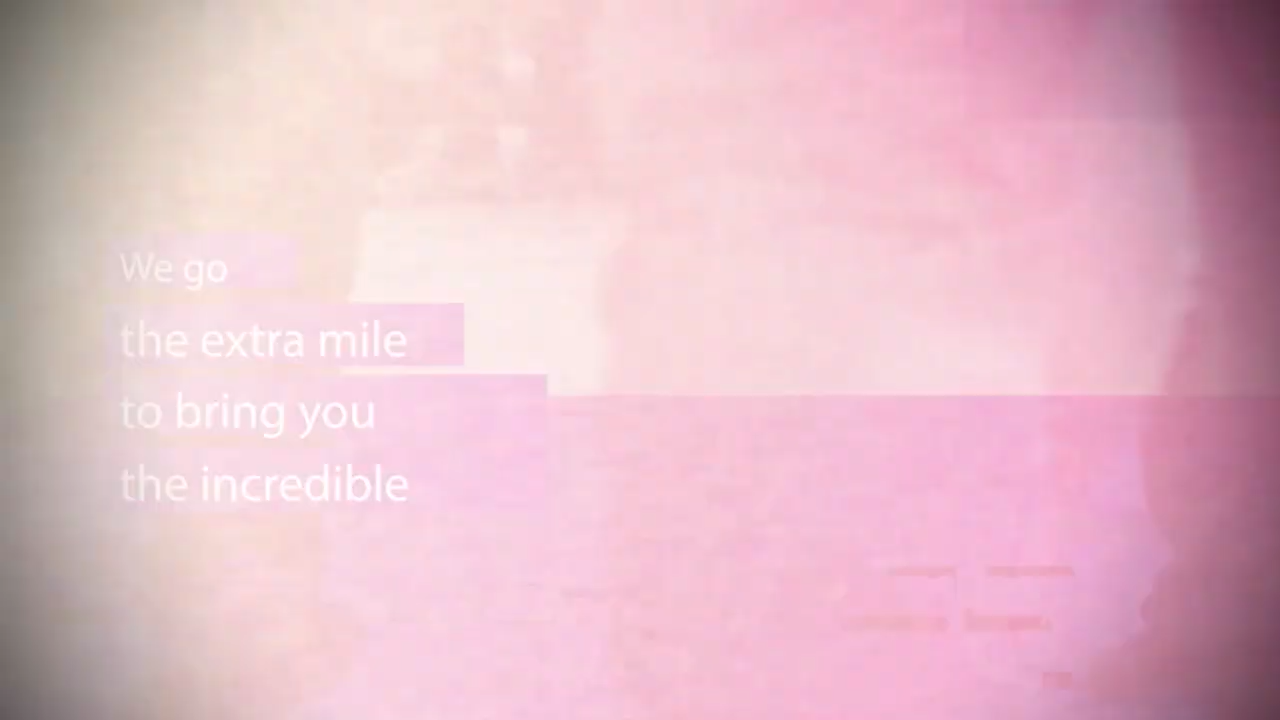 We go
the extra mile
to bring you
the incredible